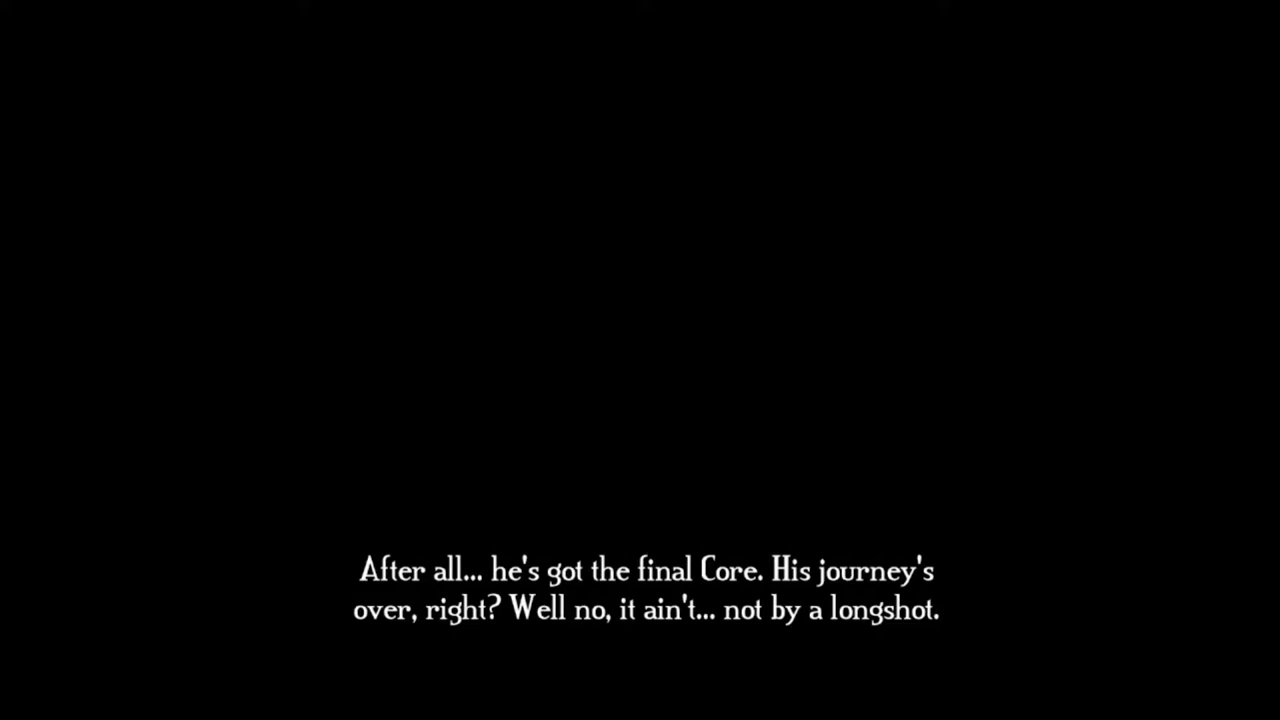 After all... he's got the final Core. His journey's
over, right? Well no, it ain't... not by a longshot.